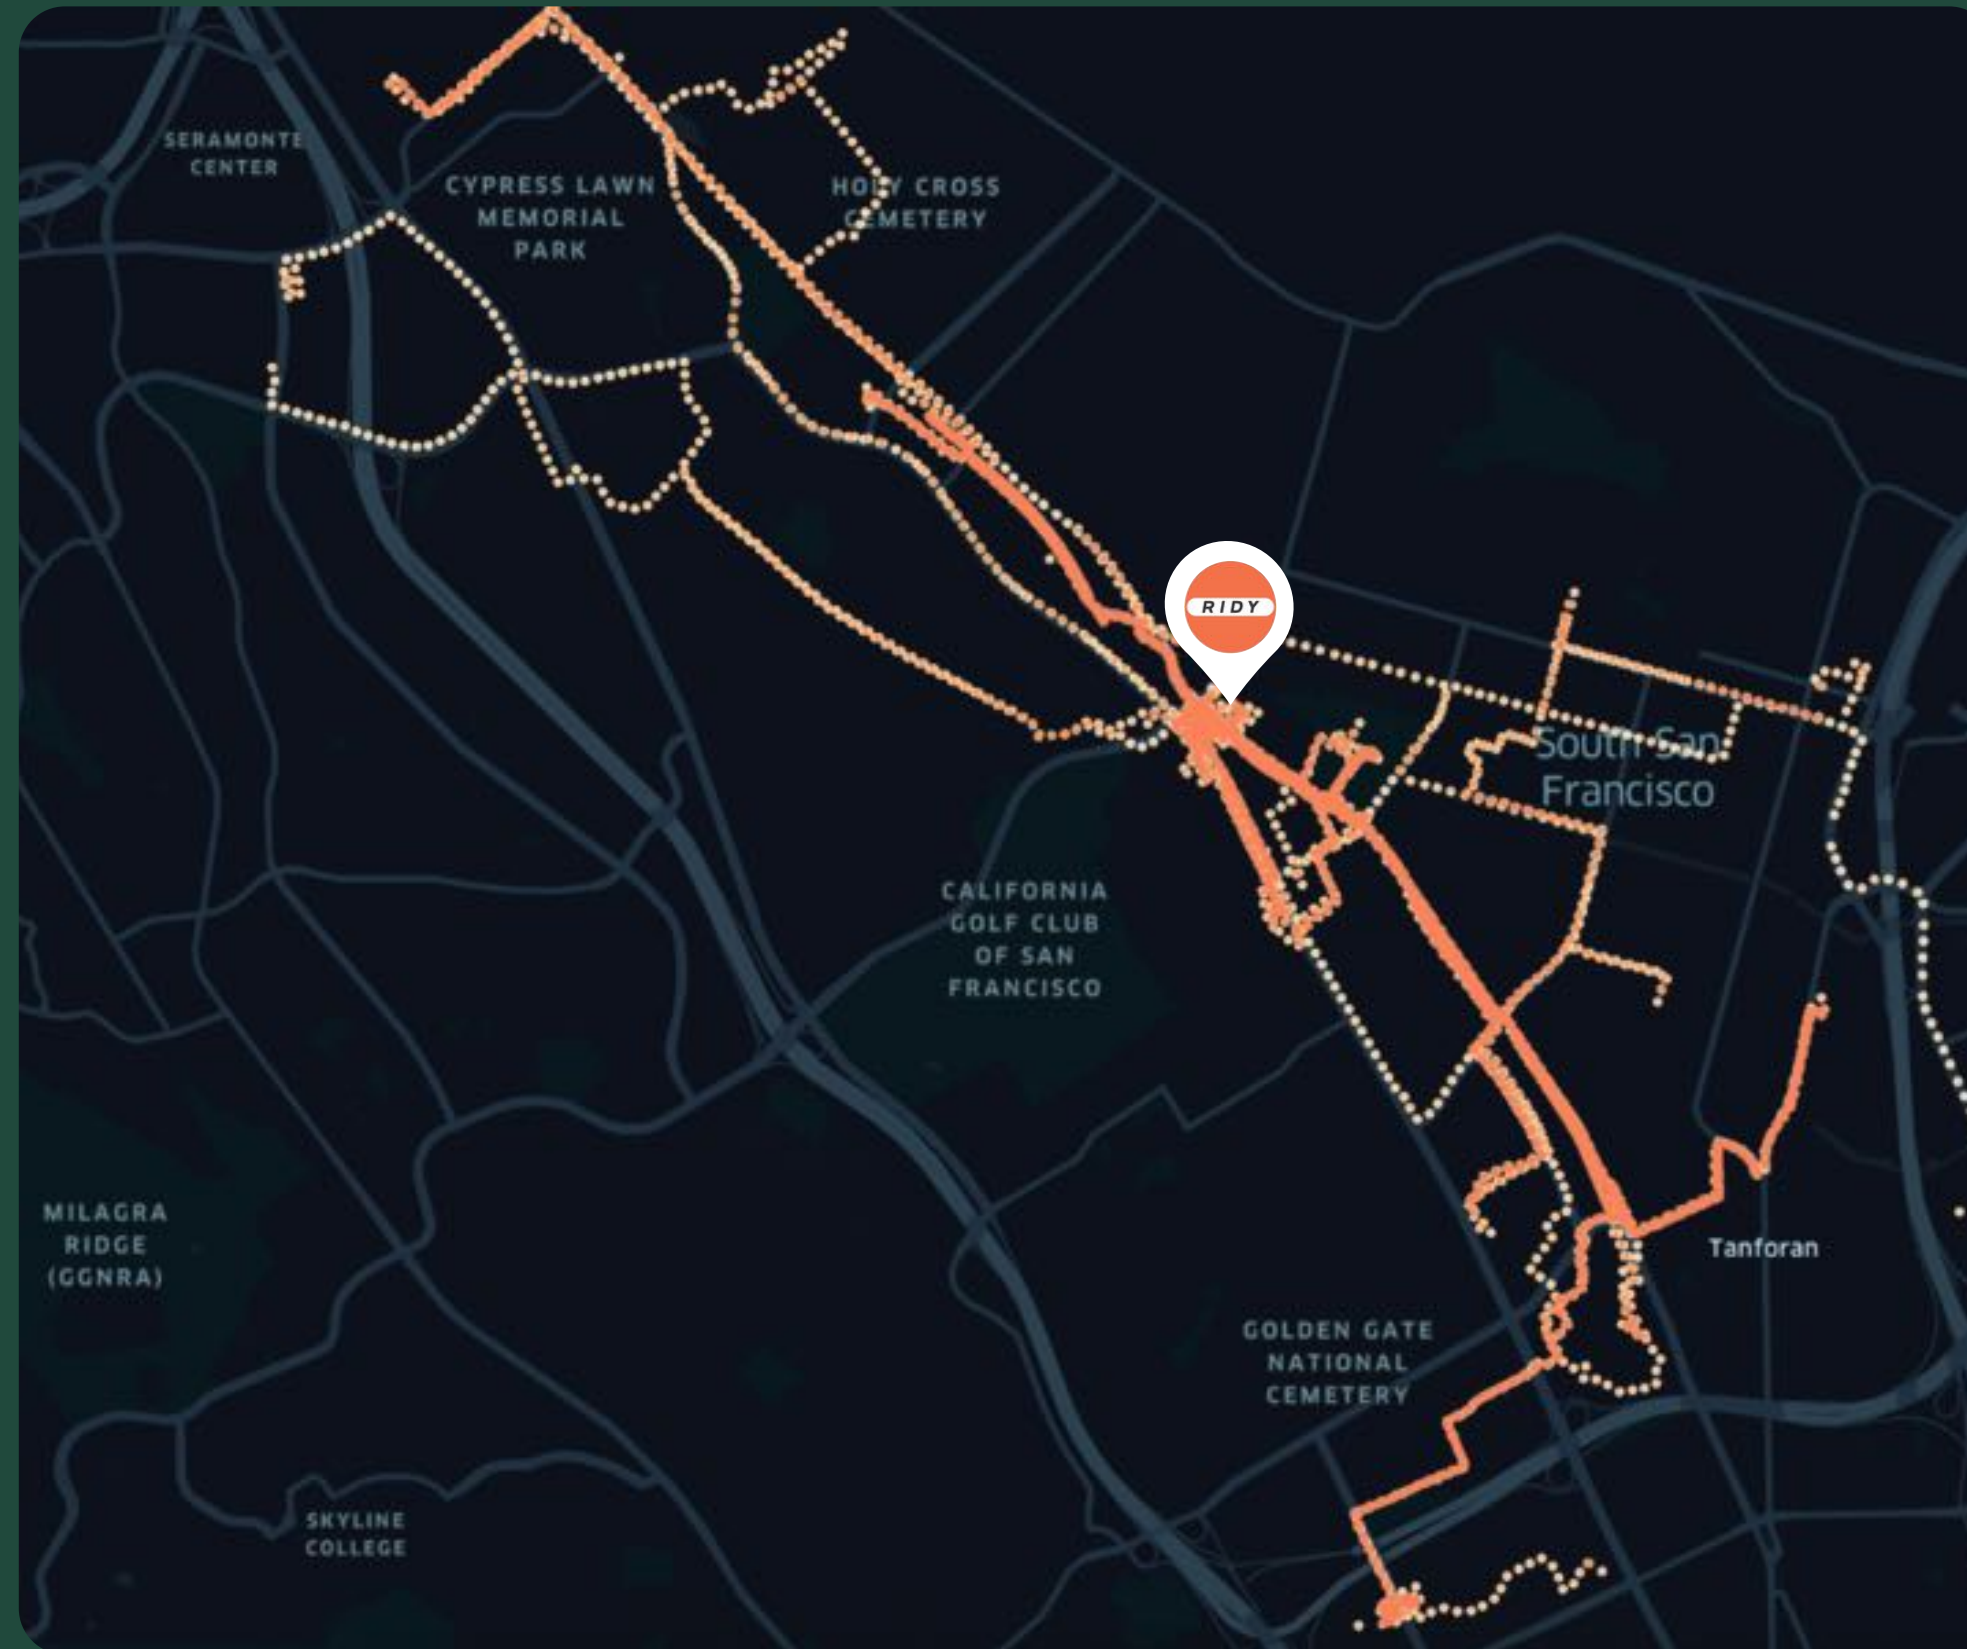 SERAMONTE
CENTER
CYPRESS LAWN
MEMORIAL
PARK
HOLY CROSS
CEMETERY
RIDY
South San
Francisco
CALIFORNIA
GOLF CLUB
OF SAN
FRANCISCO
MILAGRA
RIDGE
(GGNRA)
Tanforan
GOLDEN GATE
NATIONAL
CEMETERY
SKYLINE
COLLEGE